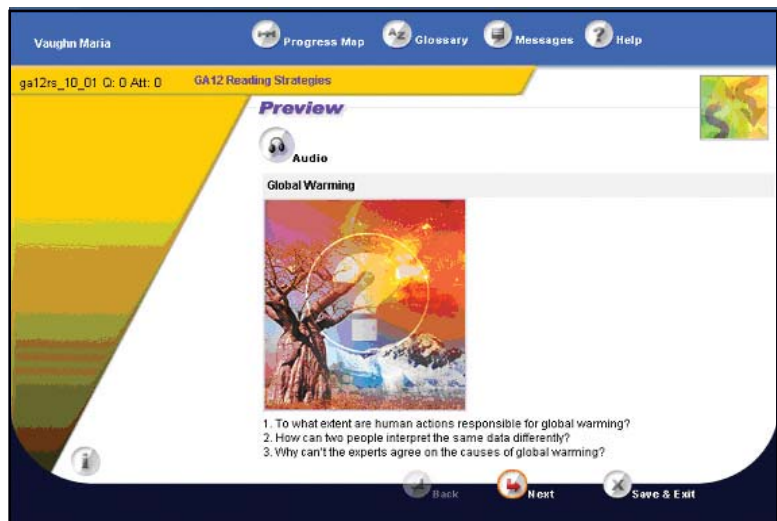 Vaughn Maria
Progress Map
Glossary
Messages
Help
ga12rs_10_01 Q: 0 Att: 0
GA12 Reading Strategies
Preview
Audio
Global Warming
1. To what extent are human actions responsible for global warming?
2. How can two people interpret the same data differently?
3. Why can't the experts agree on the causes of global warming?
Back
Next
Save & Exit